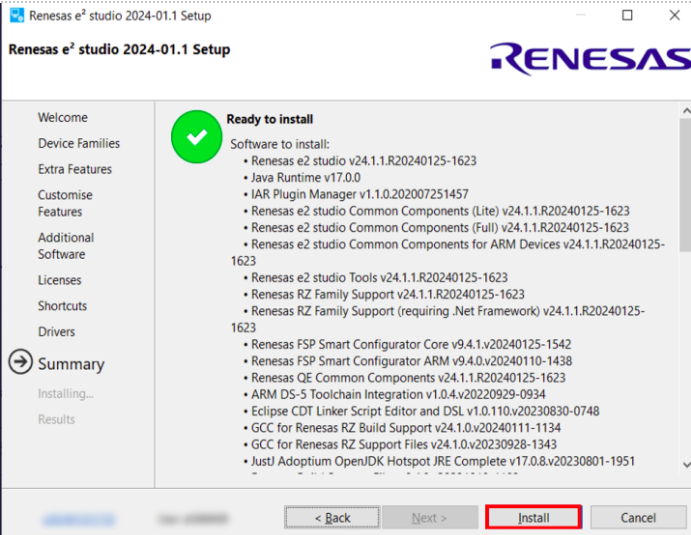 Renesas e² studio 2024-01.1 Setup
Renesas e² studio 2024-01.1 Setup
RENESAS
Welcome
Device Families
Extra Features
Customise
Features
Additional
Software
Licenses
Shortcuts
Drivers
Summary
Installing...
Results
Ready to install
Software to install:
• Renesas e2 studio v24.1.1.R20240125-1623
• Java Runtime v17.0.0
• IAR Plugin Manager v1.1.0.202007251457
• Renesas e2 studio Common Components (Lite) v24.1.1.R20240125-1623
• Renesas e2 studio Common Components (Full) v24.1.1.R20240125-1623
• Renesas e2 studio Common Components for ARM Devices v24.1.1.R20240125-
1623
• Renesas e2 studio Tools v24.1.1.R20240125-1623
• Renesas RZ Family Support v24.1.1.R20240125-1623
• Renesas RZ Family Support (requiring .Net Framework) v24.1.1.R20240125-
1623
• Renesas FSP Smart Configurator Core v9.4.1.v20240125-1542
• Renesas FSP Smart Configurator ARM v9.4.0.v20240110-1438
• Renesas QE Common Components v24.1.1.R20240125-1623
• ARM DS-5 Toolchain Integration v1.0.4.v20220929-0934
• Eclipse CDT Linker Script Editor and DSL v1.0.110.v20230830-0748
• GCC for Renesas RZ Build Support v24.1.0.v20240111-1134
• GCC for Renesas RZ Support Files v24.1.0.v20230928-1343
• JustJ Adoptium OpenJDK Hotspot JRE Complete v17.0.8.v20230801-1951
< Back
Next >
Install
Cancel